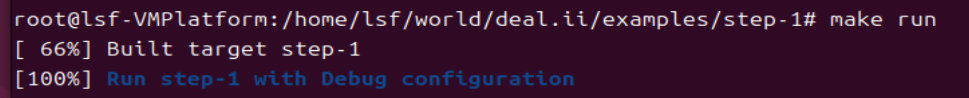 root@lsf-VMPlatform:/home/lsf/world/deal.ii/examples/step-1# make run
[ 66%] Built target step-1
[100%] Run step-1 with Debug configuration